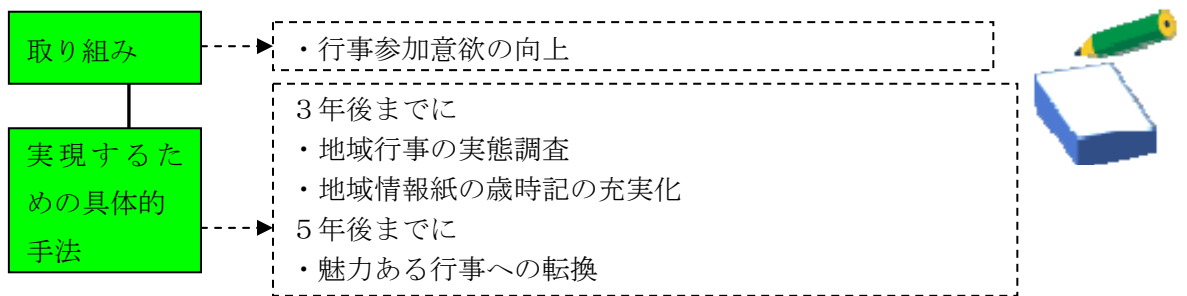 取り組み
・行事参加意欲の向上
実現するた
めの具体的
手法
３年後までに
・地域行事の実態調査
・地域情報紙の歳時記の充実化
５年後までに
・魅力ある行事への転換